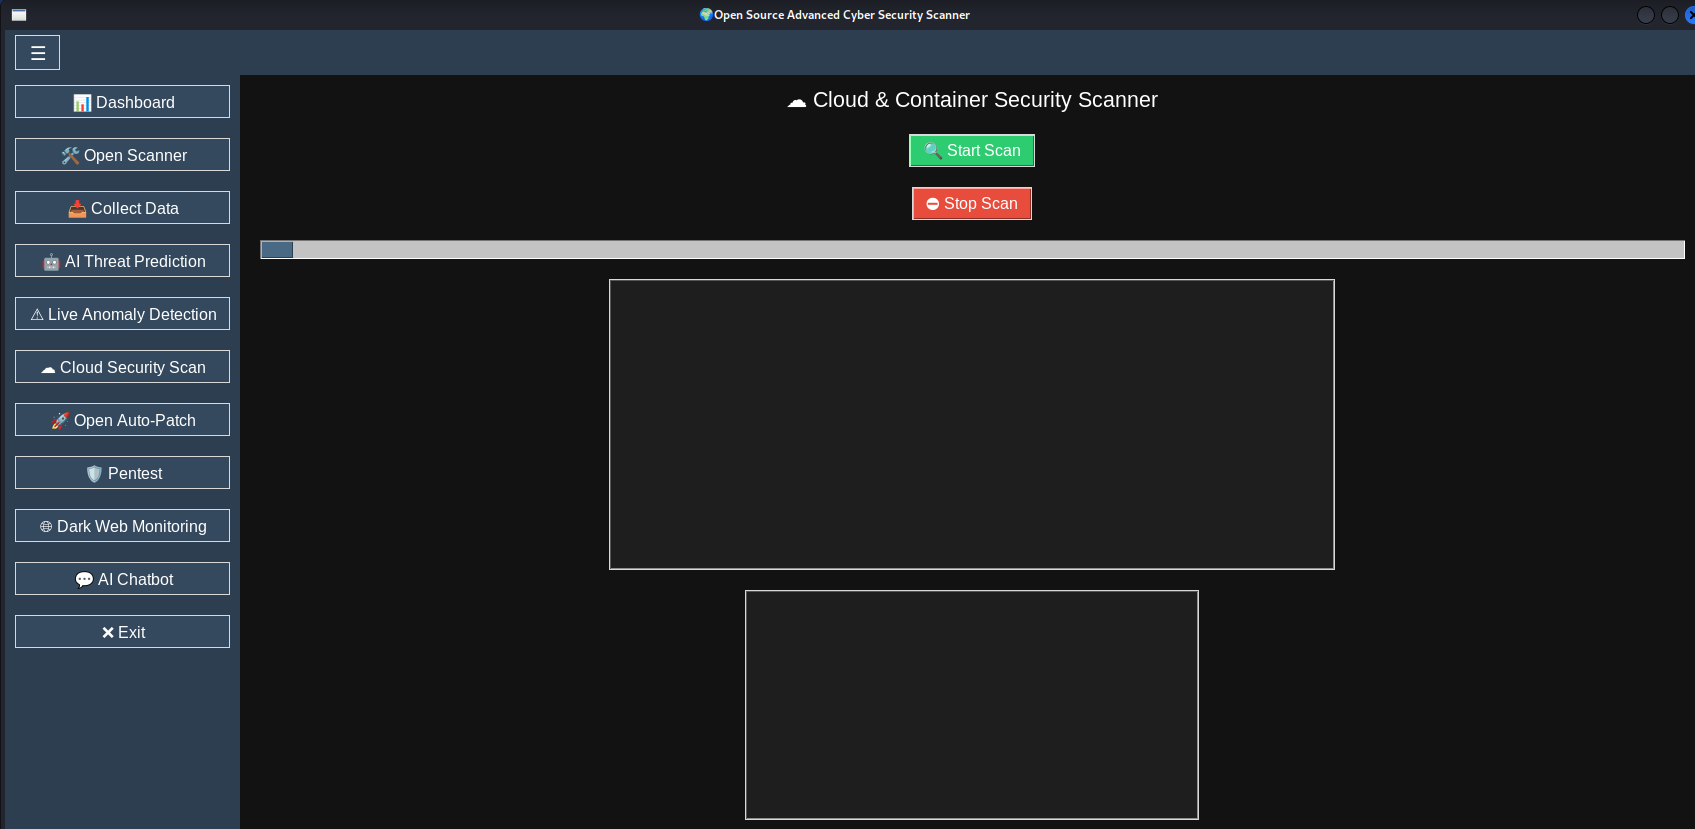 🌍Open Source Advanced Cyber Security Scanner
☰
📊 Dashboard
🛠️ Open Scanner
📥 Collect Data
🤖 AI Threat Prediction
⚠ Live Anomaly Detection
☁ Cloud Security Scan
🚀 Open Auto-Patch
🛡️ Pentest
🌐 Dark Web Monitoring
💬 AI Chatbot
❌ Exit
☁ Cloud & Container Security Scanner
🔍 Start Scan
⛔ Stop Scan